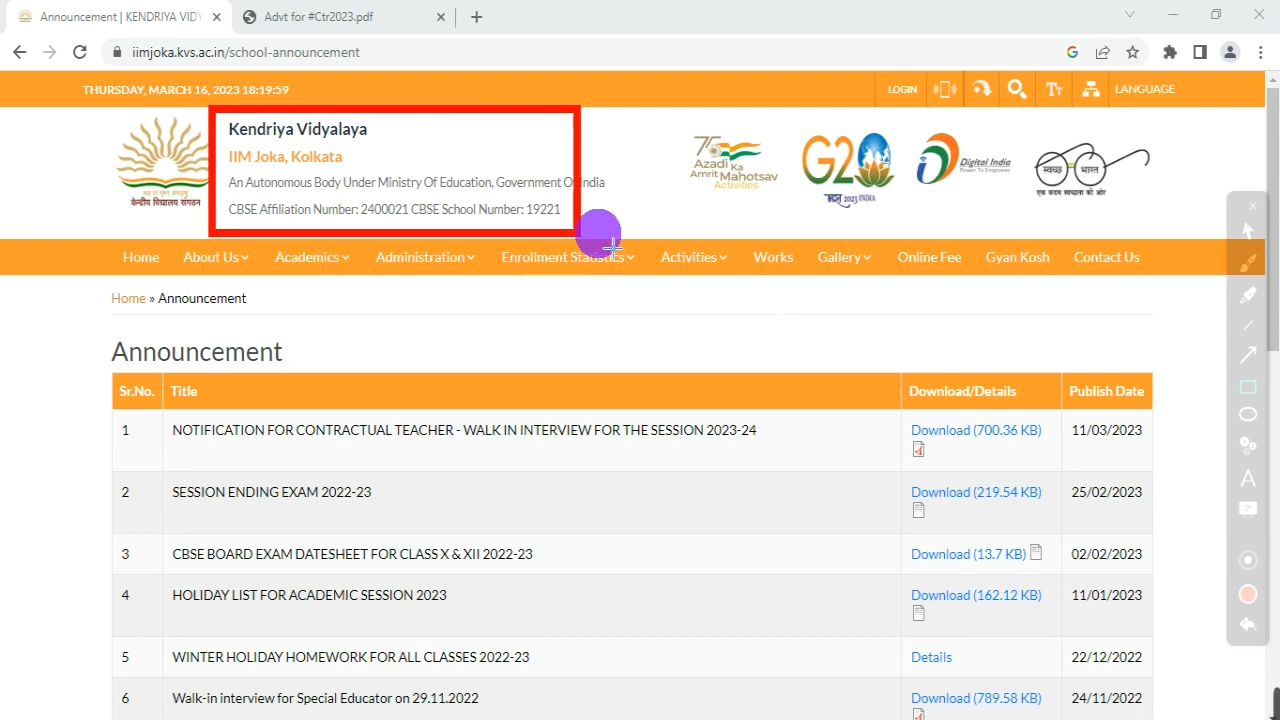 Announcement | KENDRIYA VIDY
Advt for #Ctr2023.pdf
iimjoka.kvs.ac.in/school-announcement
THURSDAY, MARCH 16, 2023 18:19:59
LOGIN
LANGUAGE
Kendriya Vidyalaya
IIM Joka, Kolkata
An Autonomous Body Under Ministry Of Education, Government Of India
CBSE Affiliation Number: 2400021 CBSE School Number: 19221
केन्द्रीय विद्यालय संगठन
Azadi Ka
Amrit Mahotsav
Activities
G20
भारत 2023 INDIA
Digital India
Power To Empower
स्वच्छ भारत
एक कदम स्वच्छता की ओर
Home About Us Academics Administration Enrollment Statistics Activities Works Gallery Online Fee Gyan Kosh Contact Us
Home » Announcement
Announcement
Sr.No. Title Download/Details Publish Date
1 NOTIFICATION FOR CONTRACTUAL TEACHER - WALK IN INTERVIEW FOR THE SESSION 2023-24 Download (700.36 KB) 11/03/2023
2 SESSION ENDING EXAM 2022-23 Download (219.54 KB) 25/02/2023
3 CBSE BOARD EXAM DATESHEET FOR CLASS X & XII 2022-23 Download (13.7 KB) 02/02/2023
4 HOLIDAY LIST FOR ACADEMIC SESSION 2023 Download (162.12 KB) 11/01/2023
5 WINTER HOLIDAY HOMEWORK FOR ALL CLASSES 2022-23 Details 22/12/2022
6 Walk-in interview for Special Educator on 29.11.2022 Download (789.58 KB) 24/11/2022